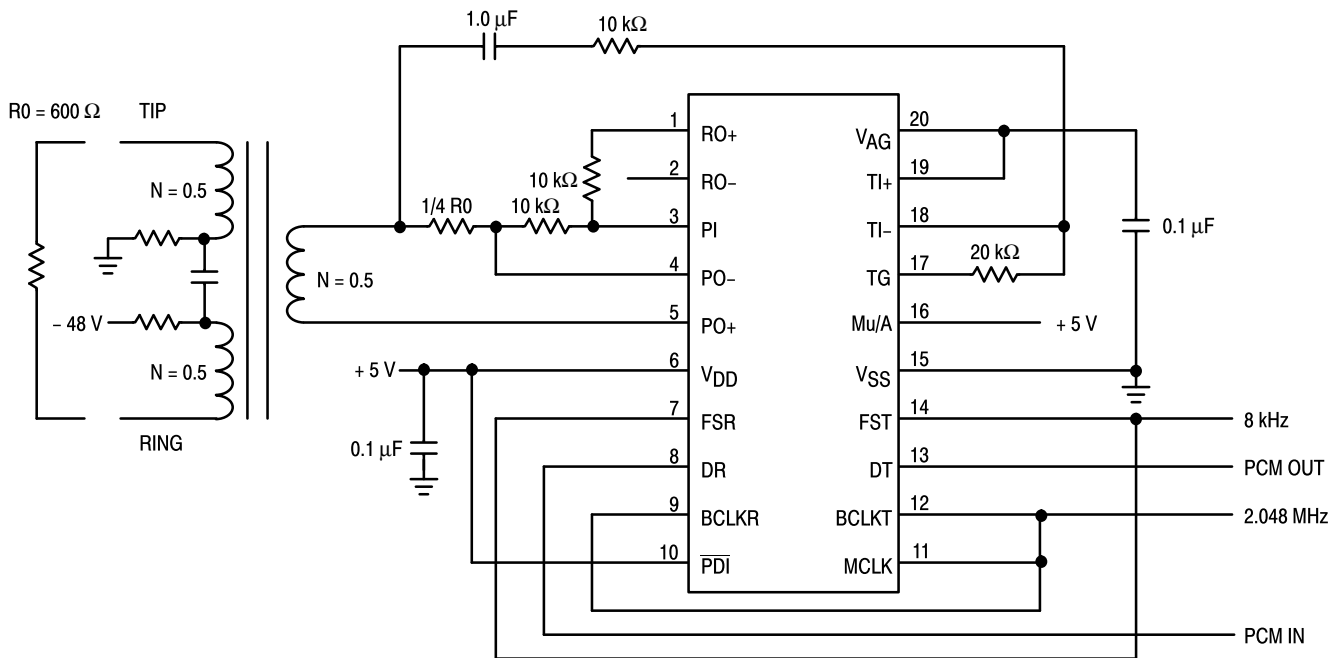 1.0 μF
10 kΩ
R0 = 600 Ω
TIP
N = 0.5
– 48 V
N = 0.5
RING
N = 0.5
1/4 R0
10 kΩ
10 kΩ
+ 5 V
0.1 μF
1
RO+
2
RO–
3
PI
4
PO–
5
PO+
6
VDD
7
FSR
8
DR
9
BCLKR
10
PDI
20
VAG
19
TI+
18
TI–
17
TG
20 kΩ
16
Mu/A
+ 5 V
15
VSS
14
FST
8 kHz
13
DT
PCM OUT
12
BCLKT
2.048 MHz
11
MCLK
0.1 μF
PCM IN